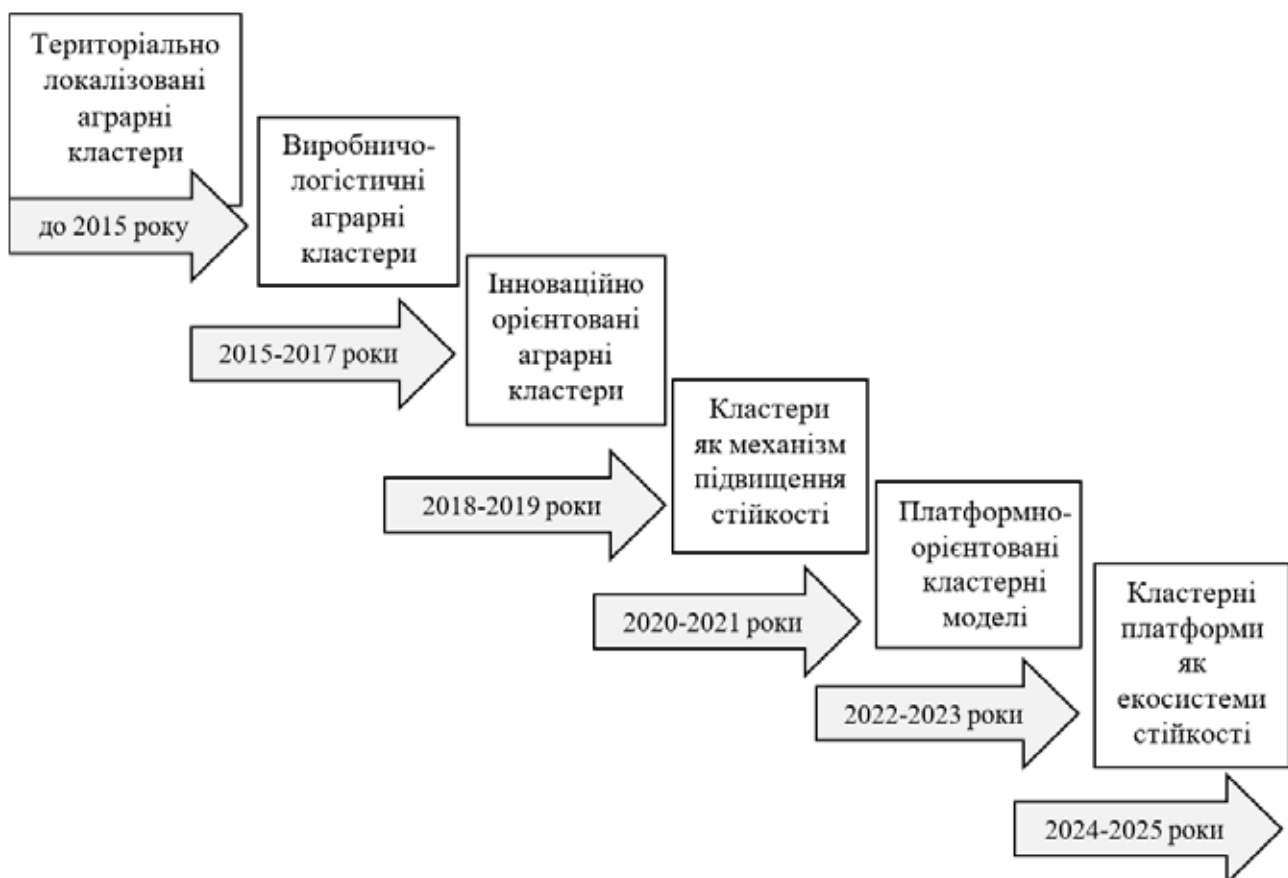 Територіально
локалізовані
аграрні
кластери
до 2015 року
Виробничо-
логістичні
аграрні
кластери
2015-2017 роки
Інноваційно
орієнтовані
аграрні
кластери
2018-2019 роки
Кластери
як механізм
підвищення
стійкості
2020-2021 роки
Платформно-
орієнтовані
кластерні
моделі
2022-2023 роки
Кластерні
платформи
як
екосистеми
стійкості
2024-2025 роки